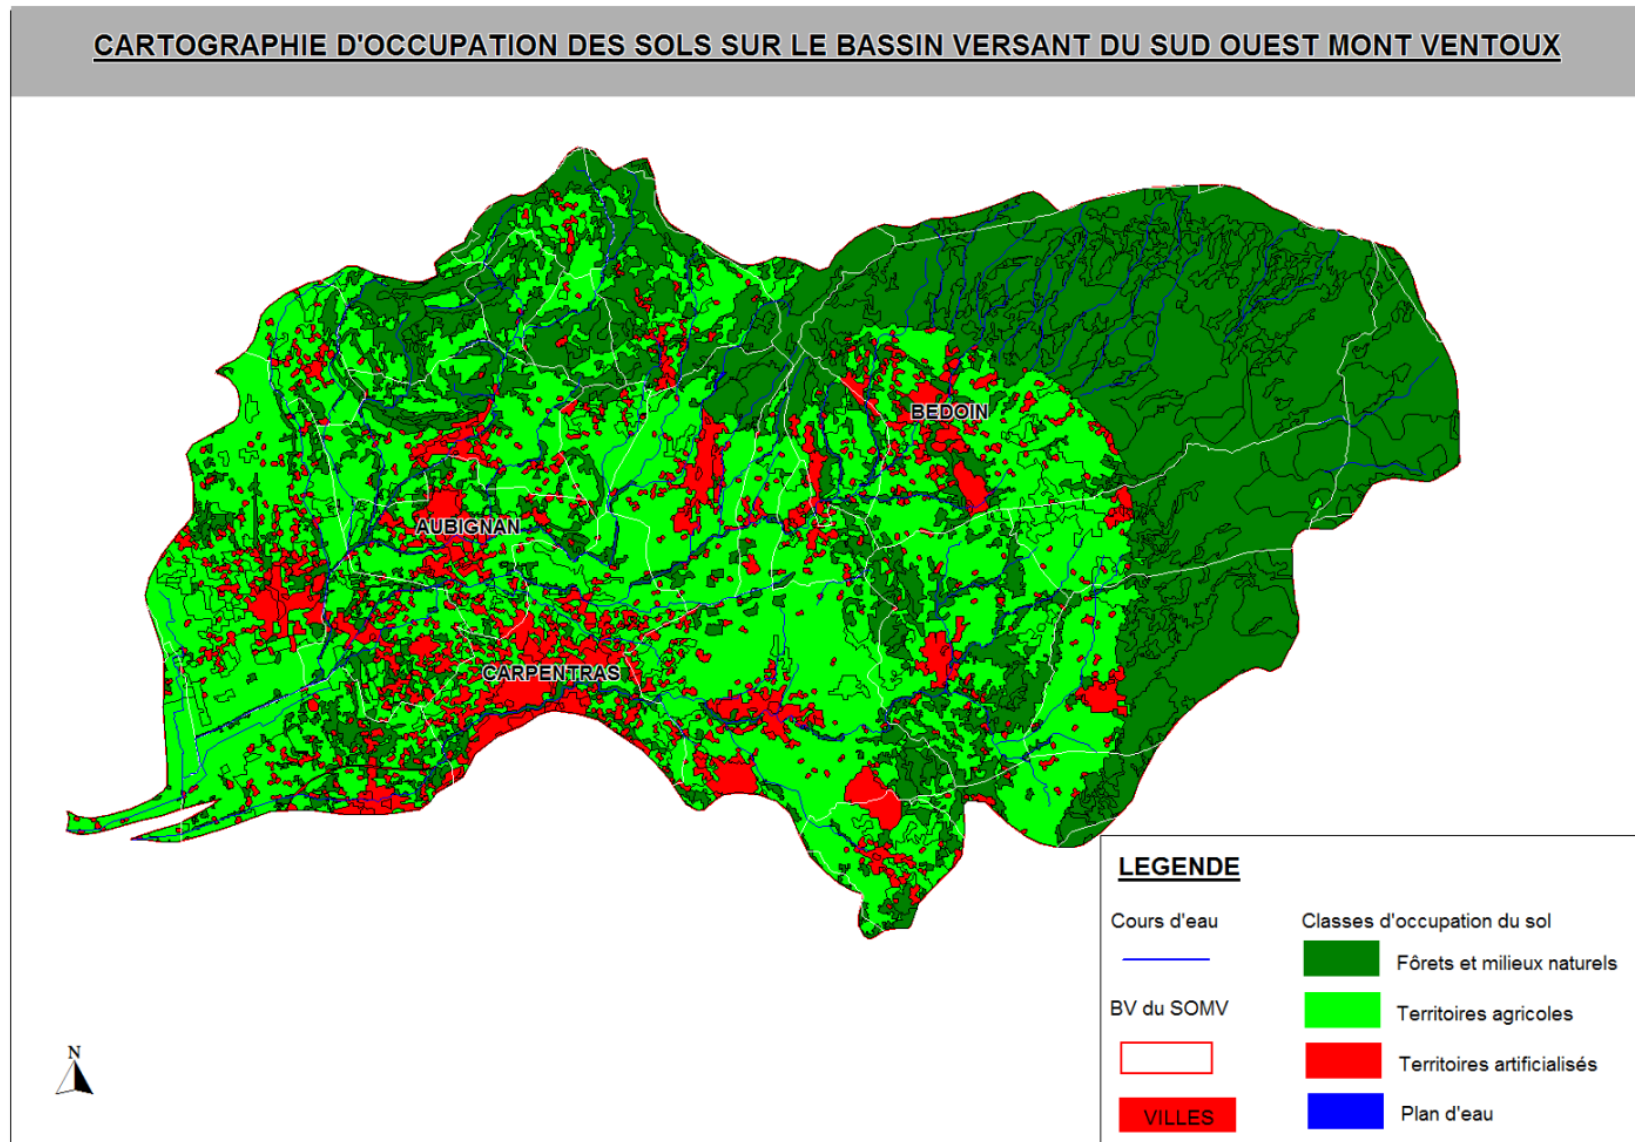 CARTOGRAPHIE D'OCCUPATION DES SOLS SUR LE BASSIN VERSANT DU SUD OUEST MONT VENTOUX
BEDOIN
AUBIGNAN
CARPENTRAS
LEGENDE
Cours d'eau
Classes d'occupation du sol
Fôrets et milieux naturels
BV du SOMV
Territoires agricoles
Territoires artificialisés
VILLES
Plan d'eau
N